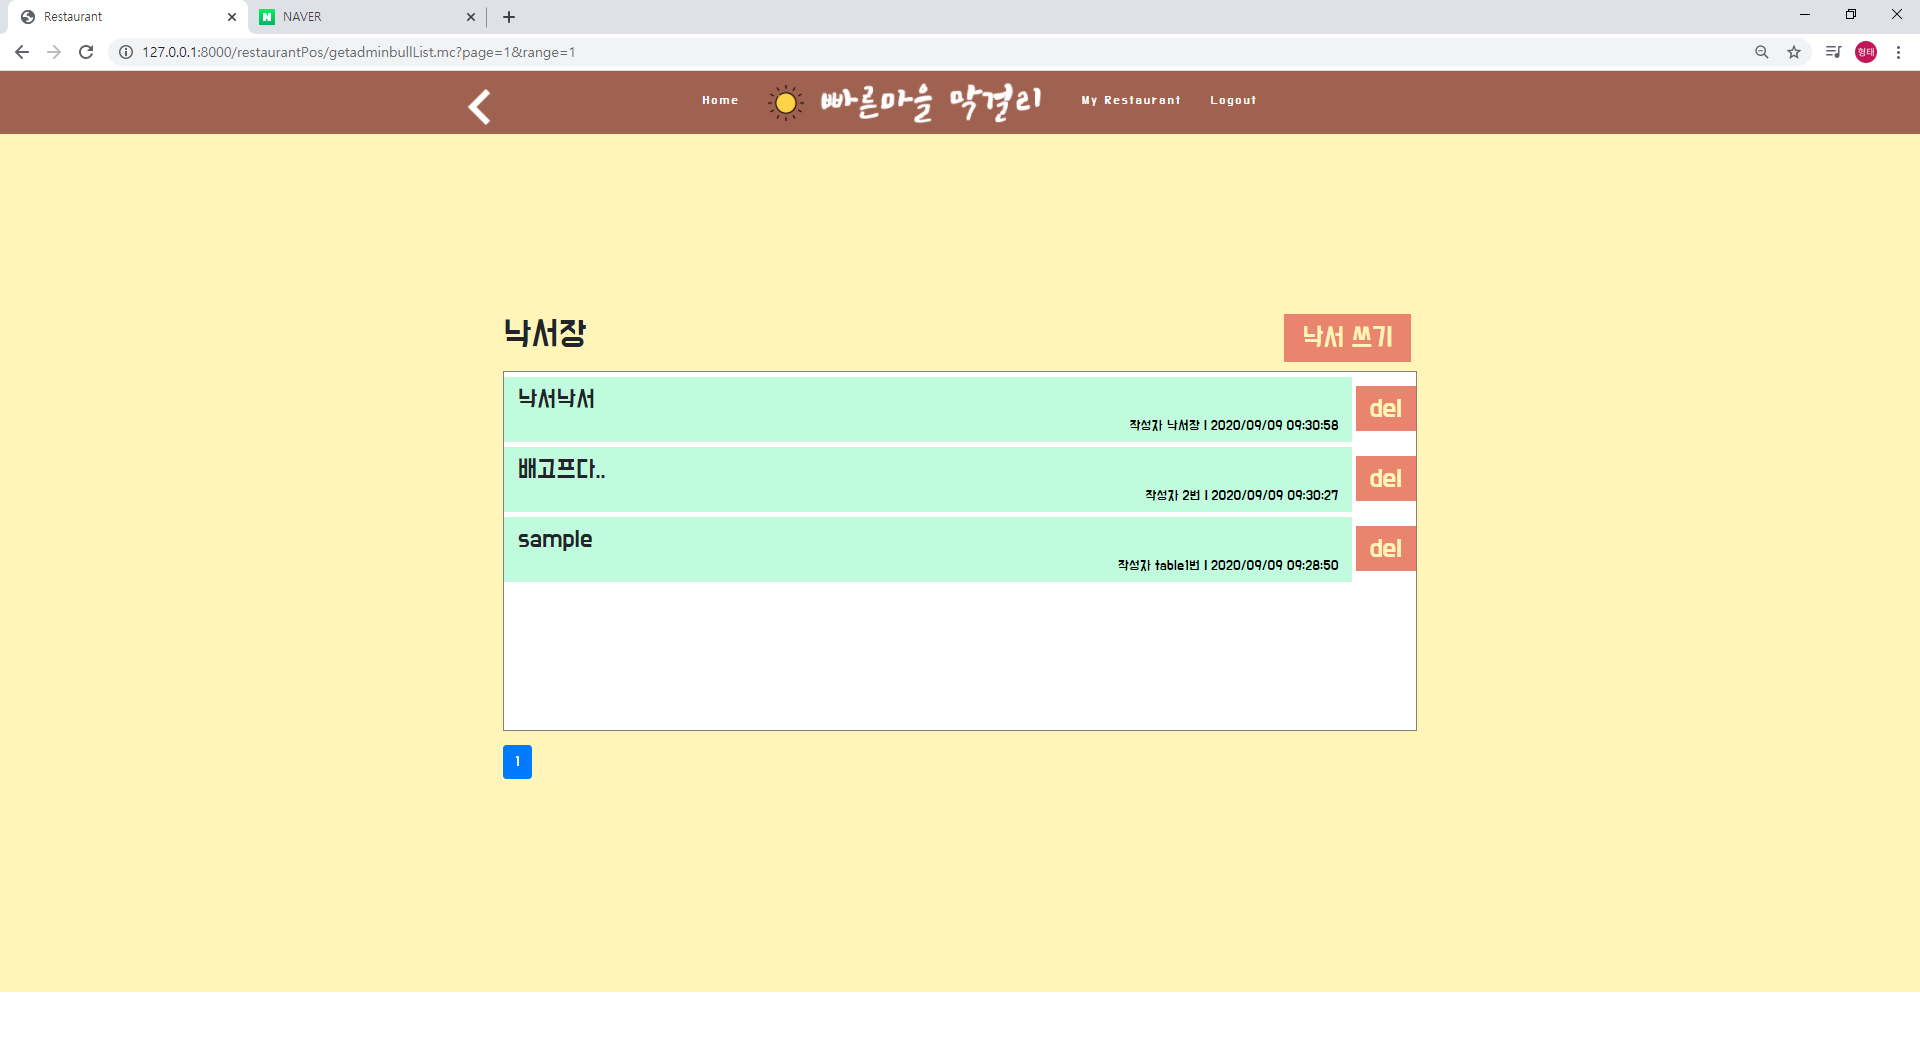 Restaurant
NAVER
127.0.0.1:8000/restaurantPos/getadminbullList.mc?page=1&range=1
형태
Home
빠른마을 막걸리
My Restaurant
Logout
낙서장
낙서 쓰기
낙서낙서
작성자 낙서장 | 2020/09/09 09:30:58
del
배고프다..
작성자 2번 | 2020/09/09 09:30:27
del
sample
작성자 table1번 | 2020/09/09 09:28:50
del
1